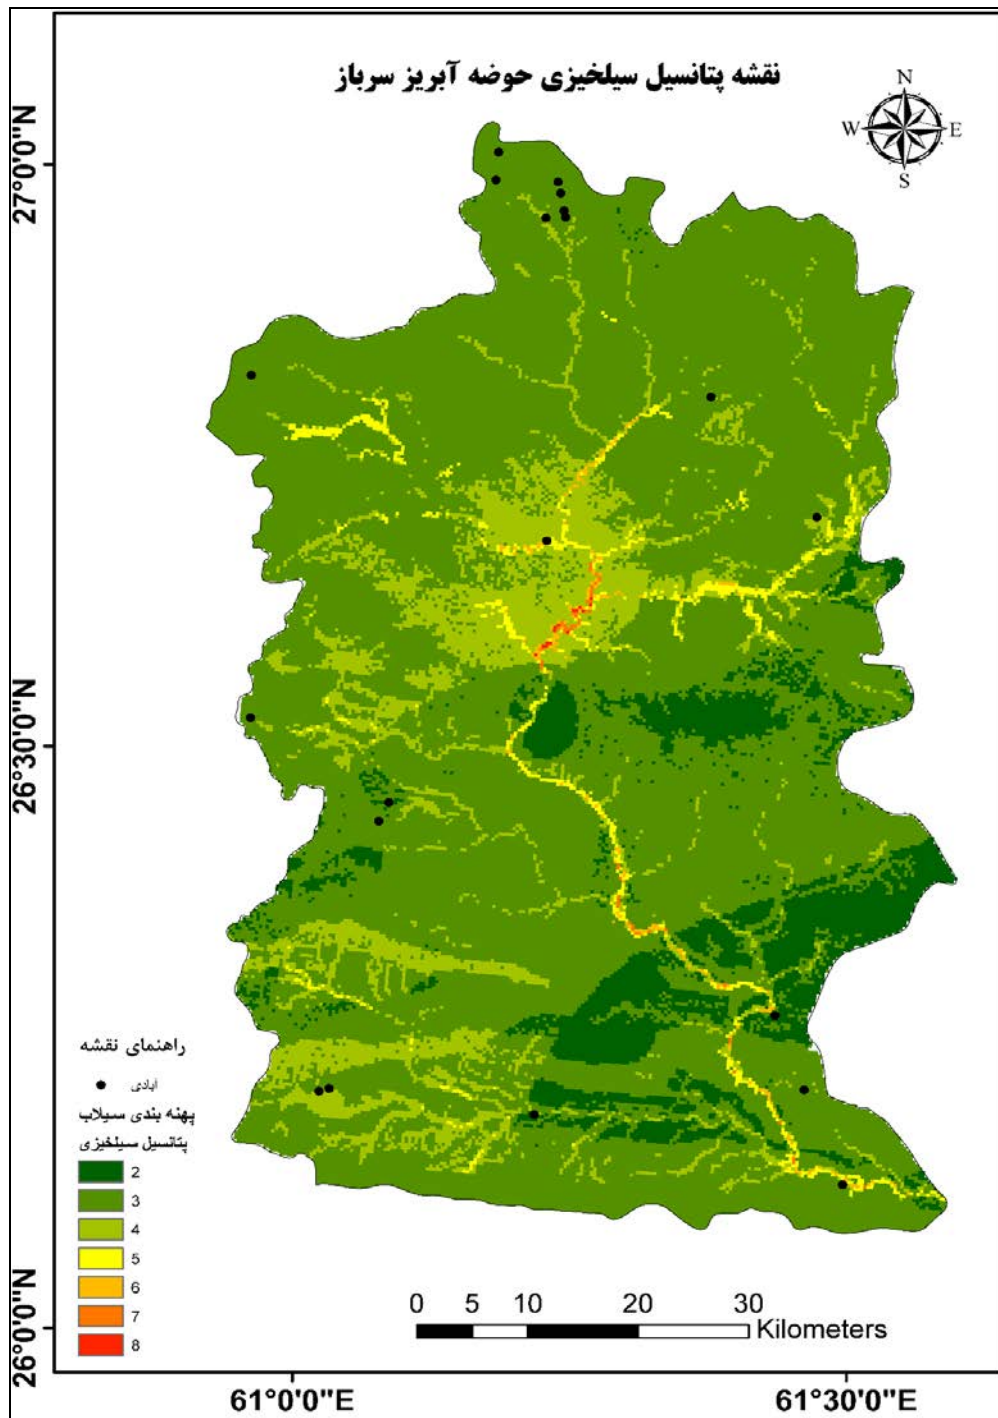 نقشه پتانسیل سیلخیزی حوضه آبریز سرباز
N
W E
S
27°0'0"N
26°30'0"N
26°0'0"N
راهنمای نقشه
آبادی
پهنه بندی سیلاب
پتانسیل سیلخیزی
2
3
4
5
6
7
8
0 5 10 20 30
Kilometers
61°0'0"E 61°30'0"E